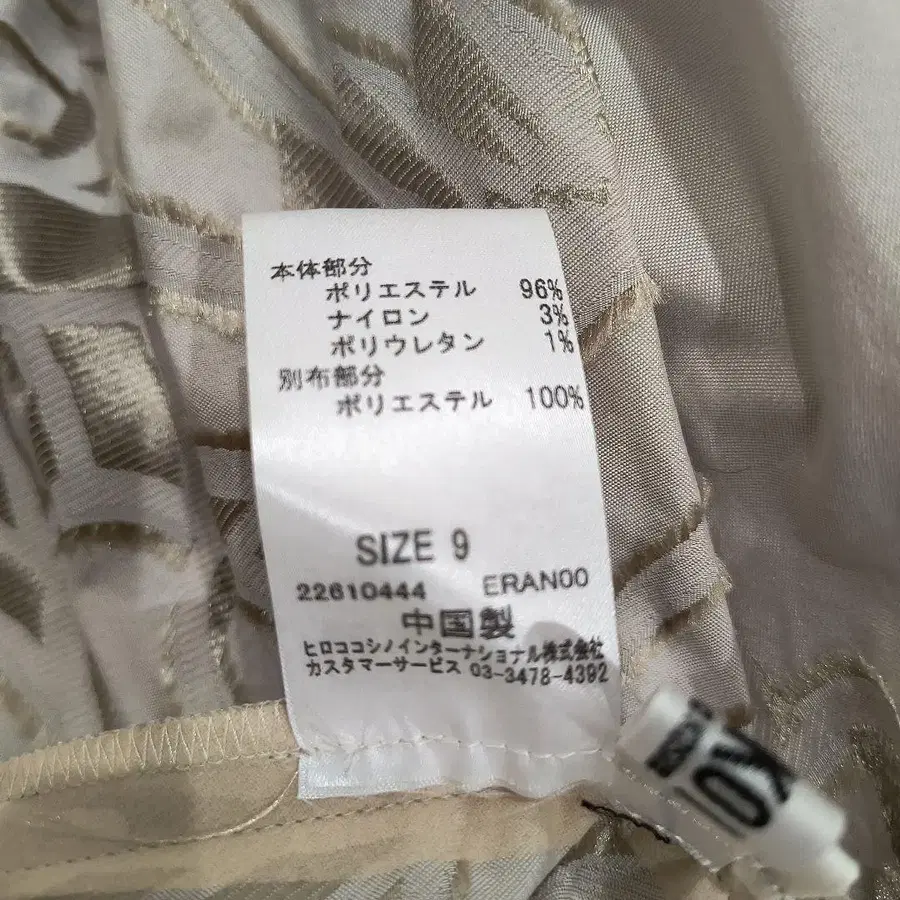 本体部分
ポリエステル 96%
ナイロン 3%
ポリウレタン 1%
別布部分
ポリエステル 100%
SIZE 9
22610444 ERAN00
中国製
ヒロココシノインターナショナル株式会社
カスタマーサービス 03-3478-4392